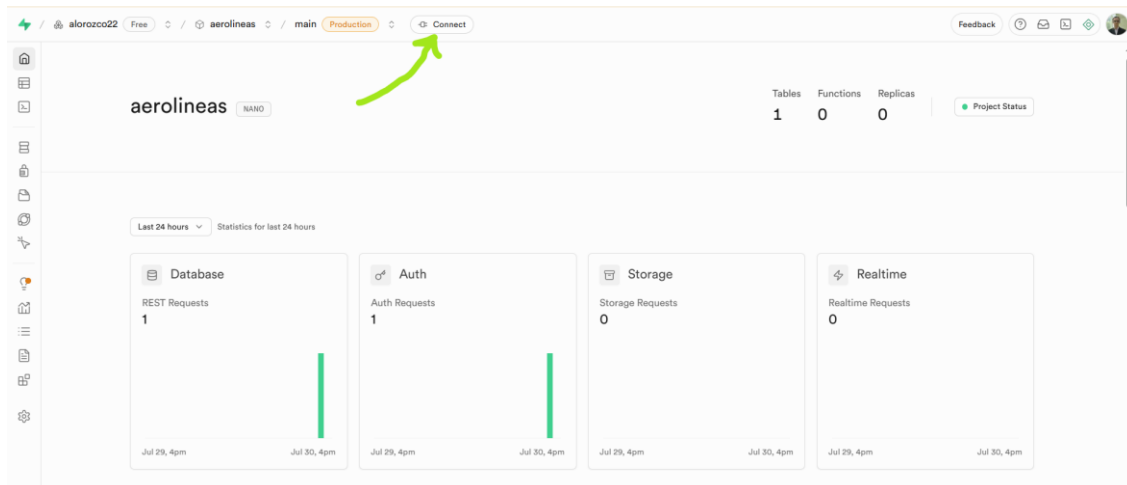 alorozco22 Free / aerolineas / main Production Connect Feedback
aerolineas NANO
Tables Functions Replicas
1 0 0
Project Status
Last 24 hours Statistics for last 24 hours
Database
REST Requests
1
Jul 29, 4pm Jul 30, 4pm
Auth
Auth Requests
1
Jul 29, 4pm Jul 30, 4pm
Storage
Storage Requests
0
Jul 29, 4pm Jul 30, 4pm
Realtime
Realtime Requests
0
Jul 29, 4pm Jul 30, 4pm